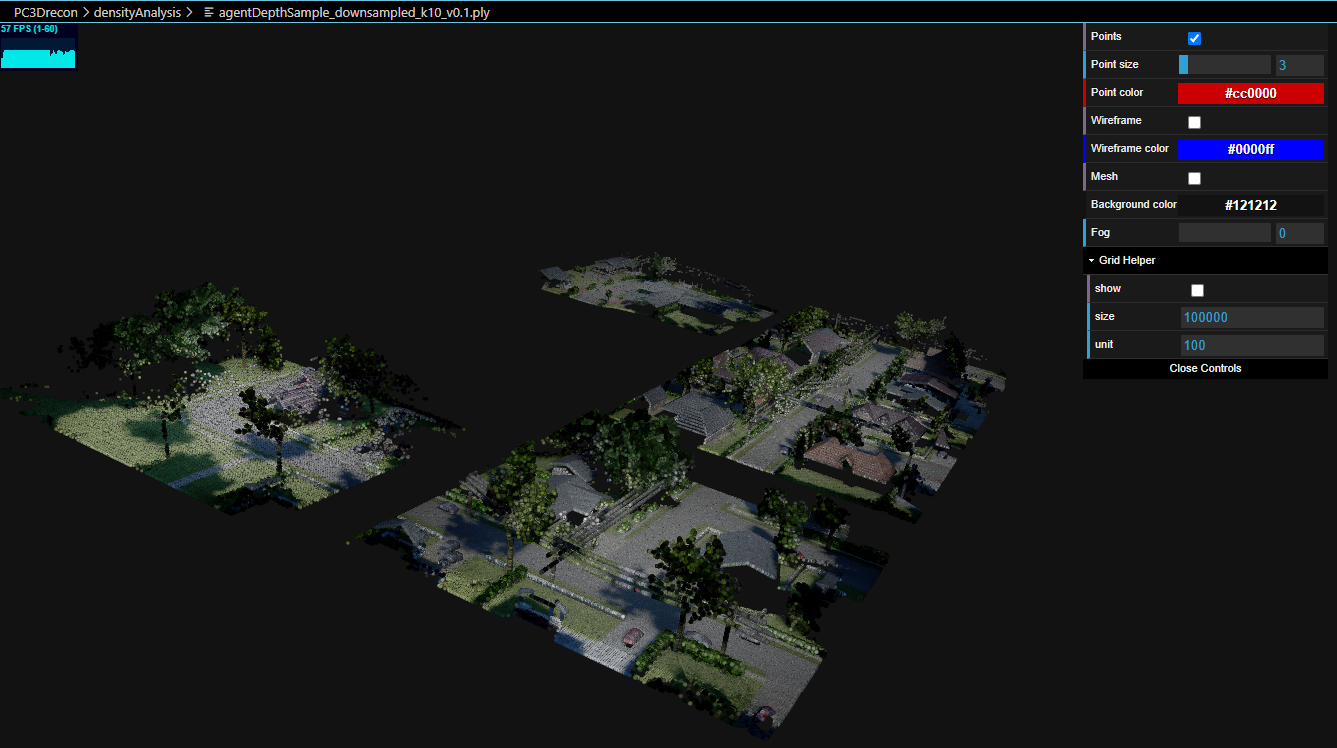 PC3Drecon > densityAnalysis > agentDepthSample_downsampled_k10_v0.1.ply
57 FPS (1-60)
Points
Point size 3
Point color #cc0000
Wireframe
Wireframe color #0000ff
Mesh
Background color #121212
Fog 0
Grid Helper
show
size 100000
unit 100
Close Controls